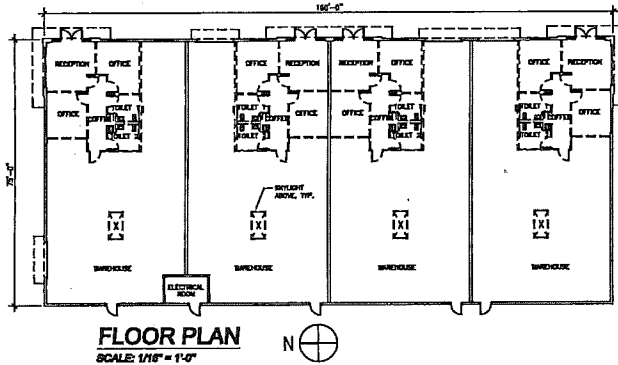 160'-0"
RECEPTION
OFFICE
OFFICE
RECEPTION
RECEPTION
OFFICE
OFFICE
RECEPTION
OFFICE
COFFEE
TOILET
TOILET
TOILET
TOILET
COFFEE
OFFICE
OFFICE
COFFEE
TOILET
TOILET
TOILET
TOILET
COFFEE
OFFICE
75'-0"
SKYLIGHT
ABOVE, TYP.
WAREHOUSE
WAREHOUSE
WAREHOUSE
WAREHOUSE
ELECTRICAL
ROOM
FLOOR PLAN
SCALE: 1/16" = 1'-0"
N